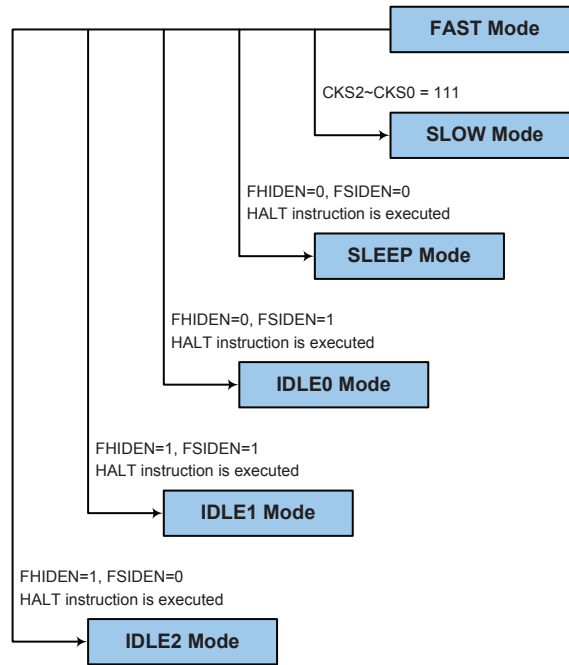 FAST Mode
CKS2~CKS0 = 111
SLOW Mode
FHIDEN=0, FSIDEN=0
HALT instruction is executed
SLEEP Mode
FHIDEN=0, FSIDEN=1
HALT instruction is executed
IDLE0 Mode
FHIDEN=1, FSIDEN=1
HALT instruction is executed
IDLE1 Mode
FHIDEN=1, FSIDEN=0
HALT instruction is executed
IDLE2 Mode